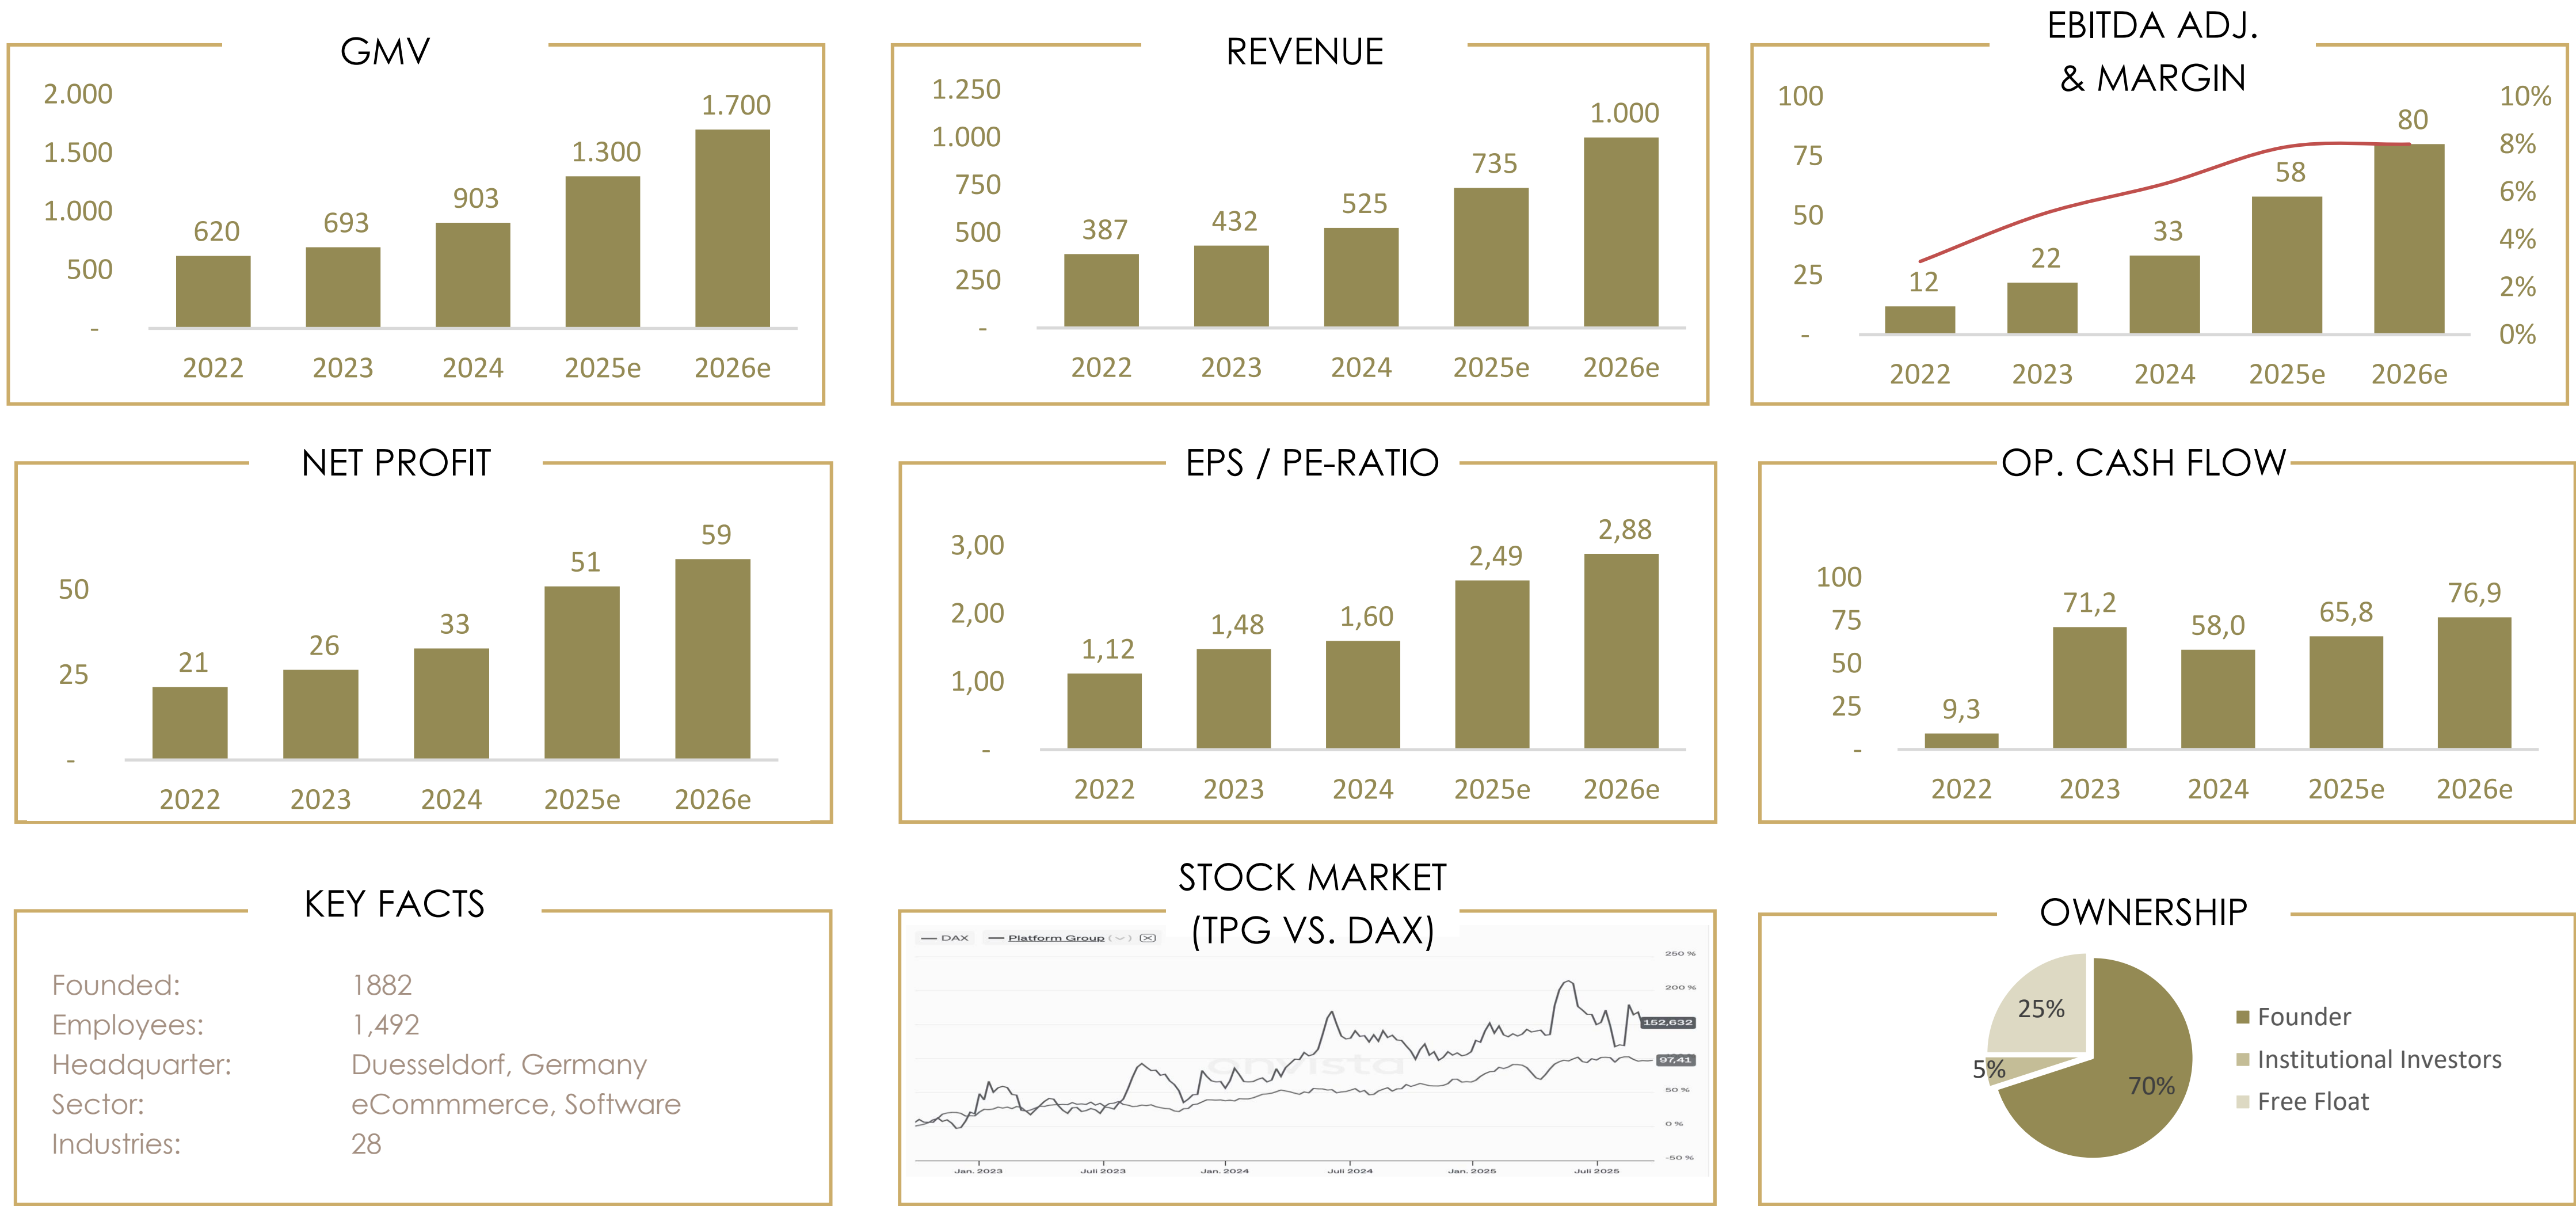 GMV
2.000
1.500
1.000
500
-
620
693
903
1.300
1.700
2022 2023 2024 2025e 2026e
REVENUE
1.250
1.000
750
500
250
-
387
432
525
735
1.000
2022 2023 2024 2025e 2026e
EBITDA ADJ.
& MARGIN
100
75
50
25
-
12
22
33
58
80
10%
8%
6%
4%
2%
0%
2022 2023 2024 2025e 2026e
NET PROFIT
50
25
-
21
26
33
51
59
2022 2023 2024 2025e 2026e
EPS / PE-RATIO
3,00
2,00
1,00
-
1,12
1,48
1,60
2,49
2,88
2022 2023 2024 2025e 2026e
OP. CASH FLOW
100
75
50
25
-
9,3
71,2
58,0
65,8
76,9
2022 2023 2024 2025e 2026e
KEY FACTS
Founded: 1882
Employees: 1,492
Headquarter: Duesseldorf, Germany
Sector: eCommmerce, Software
Industries: 28
STOCK MARKET
(TPG VS. DAX)
DAX Platform Group
250 %
200 %
152,632
97,41
50 %
0 %
-50 %
onvista
Jan. 2023 Juli 2023 Jan. 2024 Juli 2024 Jan. 2025 Juli 2025
OWNERSHIP
25%
5%
70%
Founder
Institutional Investors
Free Float